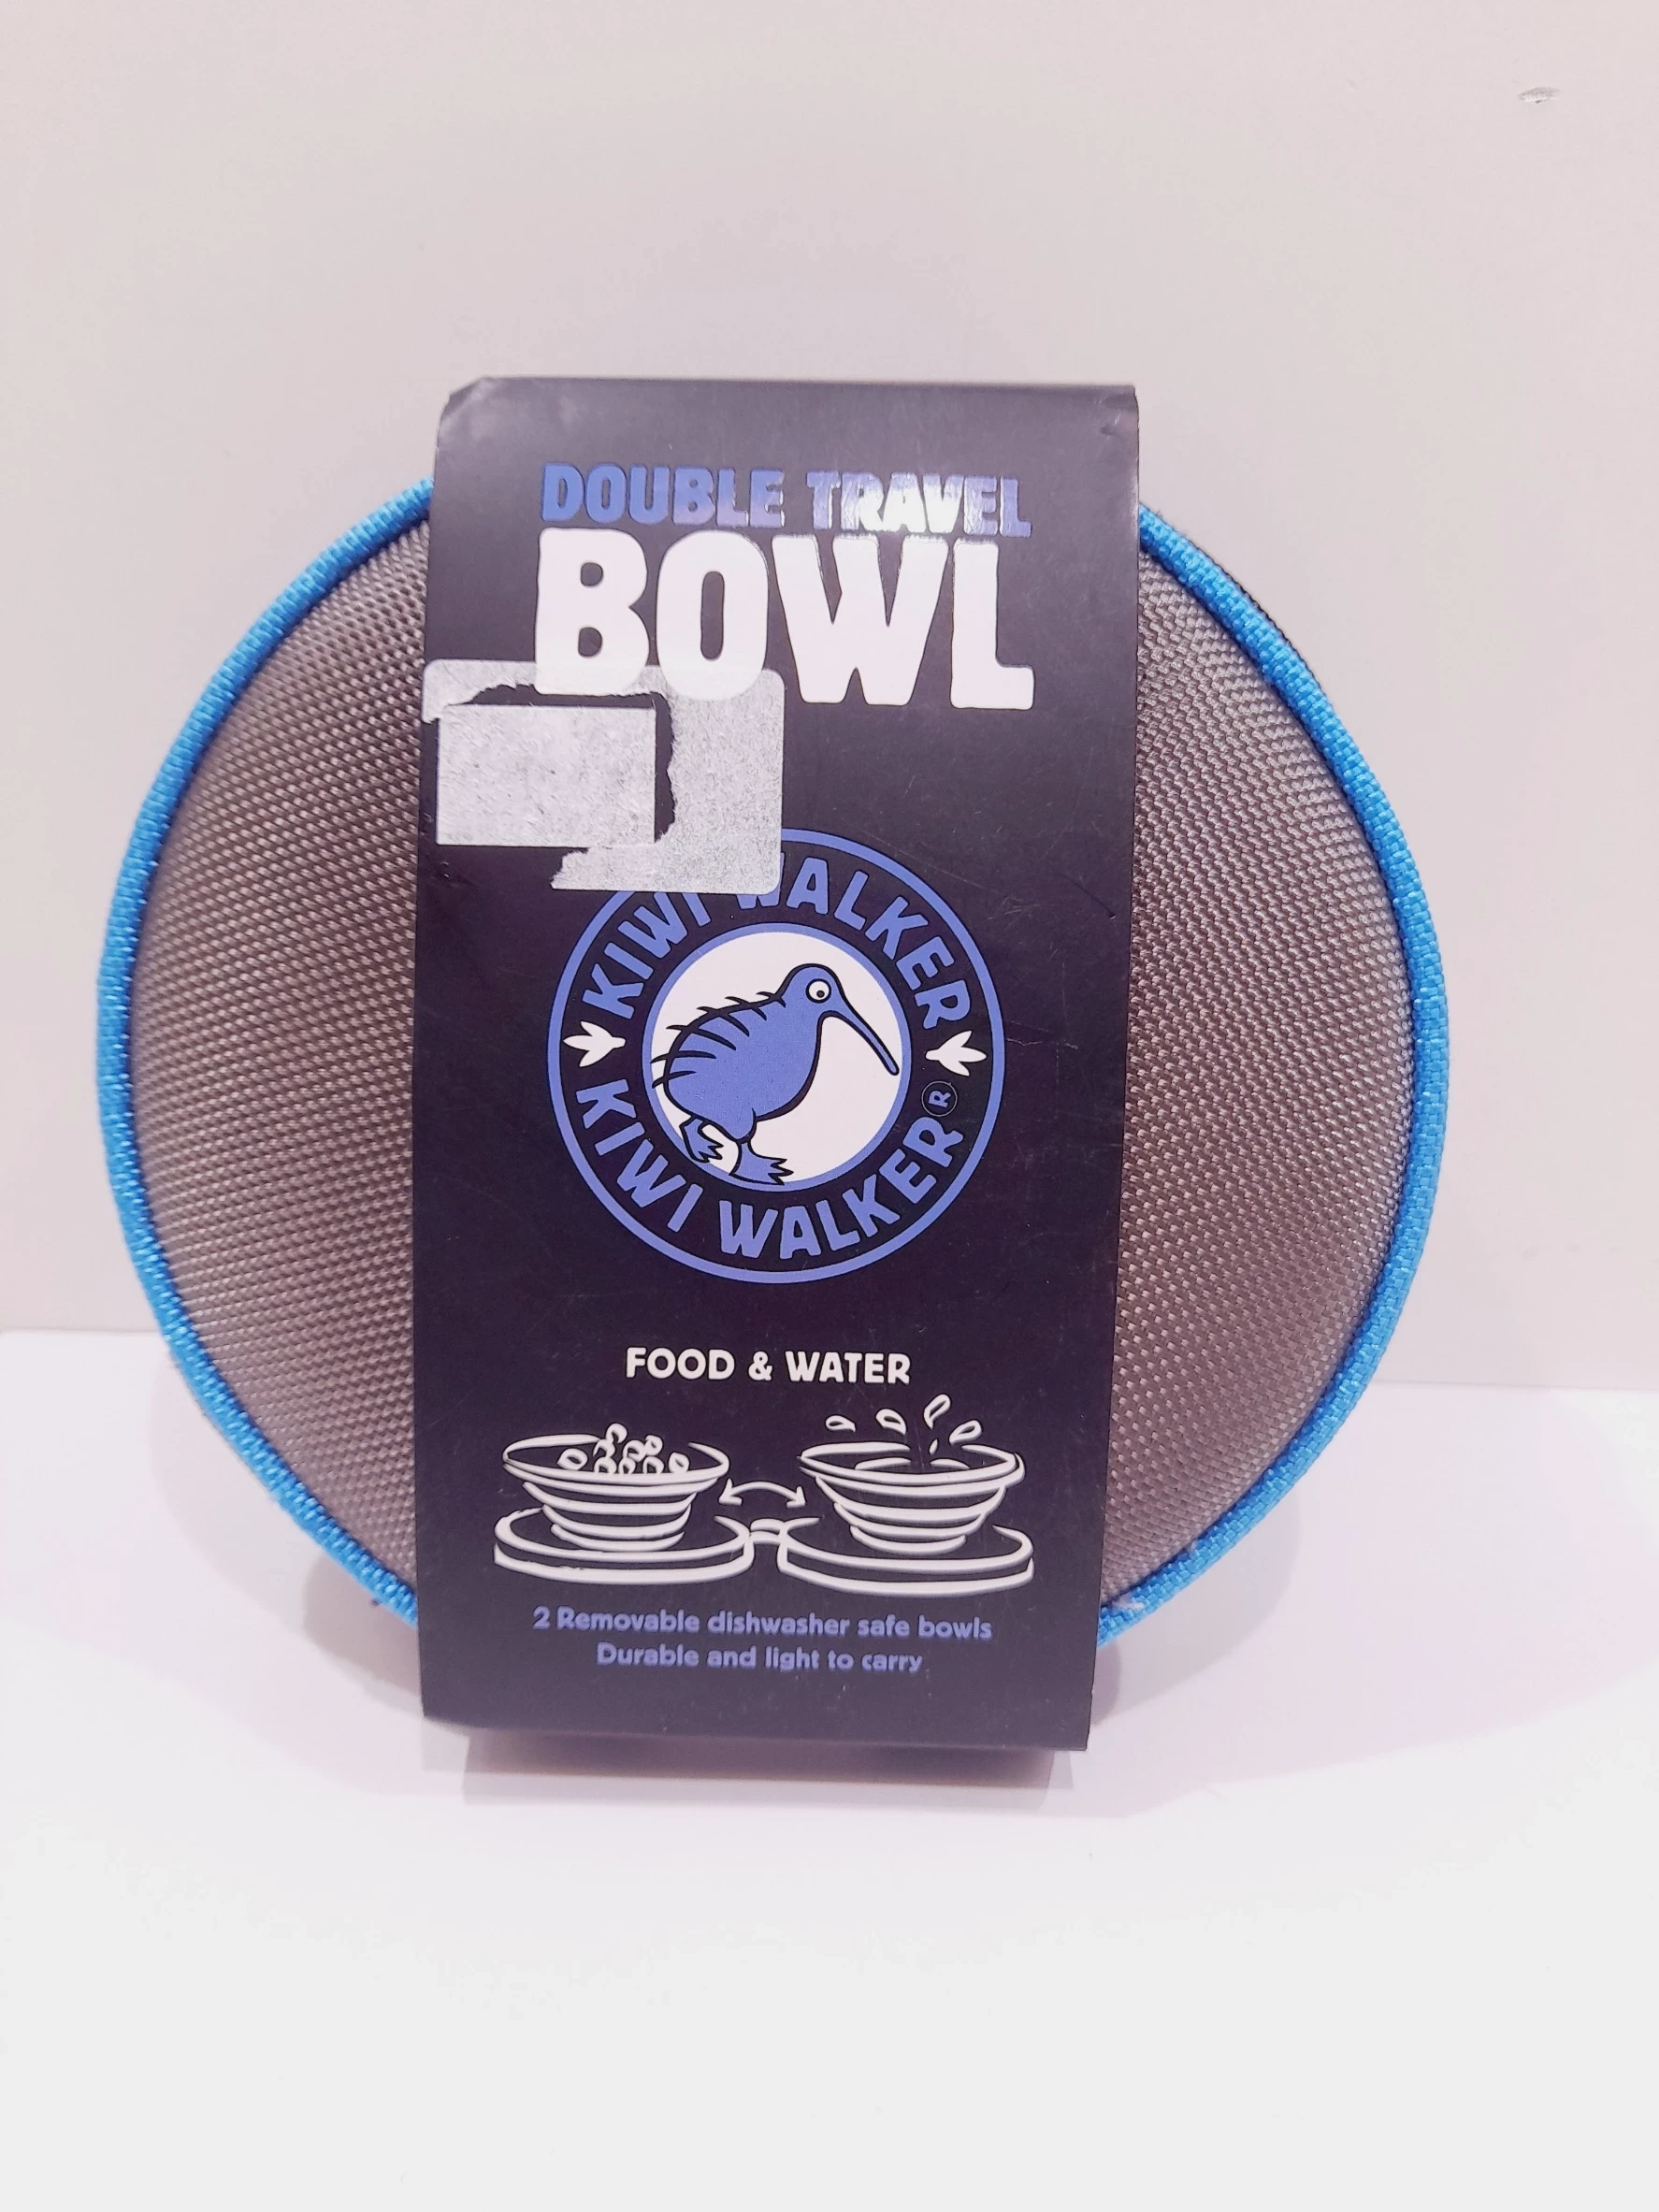 DOUBLE TRAVEL
BOWL
KIWI WALKER
KIWI WALKER®
FOOD & WATER
2 Removable dishwasher safe bowls
Durable and light to carry